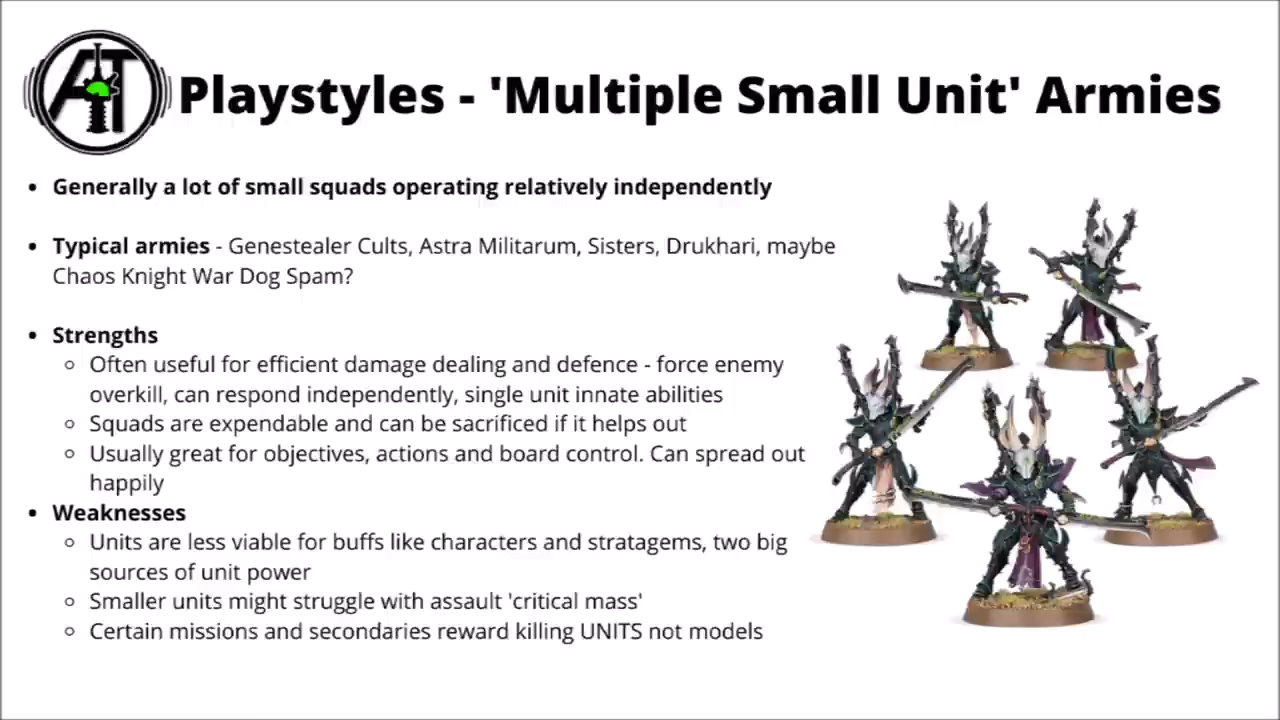 AT
Playstyles - 'Multiple Small Unit' Armies
• Generally a lot of small squads operating relatively independently
• Typical armies - Genestealer Cults, Astra Militarum, Sisters, Drukhari, maybe
Chaos Knight War Dog Spam?
• Strengths
○ Often useful for efficient damage dealing and defence - force enemy
overkill, can respond independently, single unit innate abilities
○ Squads are expendable and can be sacrificed if it helps out
○ Usually great for objectives, actions and board control. Can spread out
happily
• Weaknesses
○ Units are less viable for buffs like characters and stratagems, two big
sources of unit power
○ Smaller units might struggle with assault 'critical mass'
○ Certain missions and secondaries reward killing UNITS not models